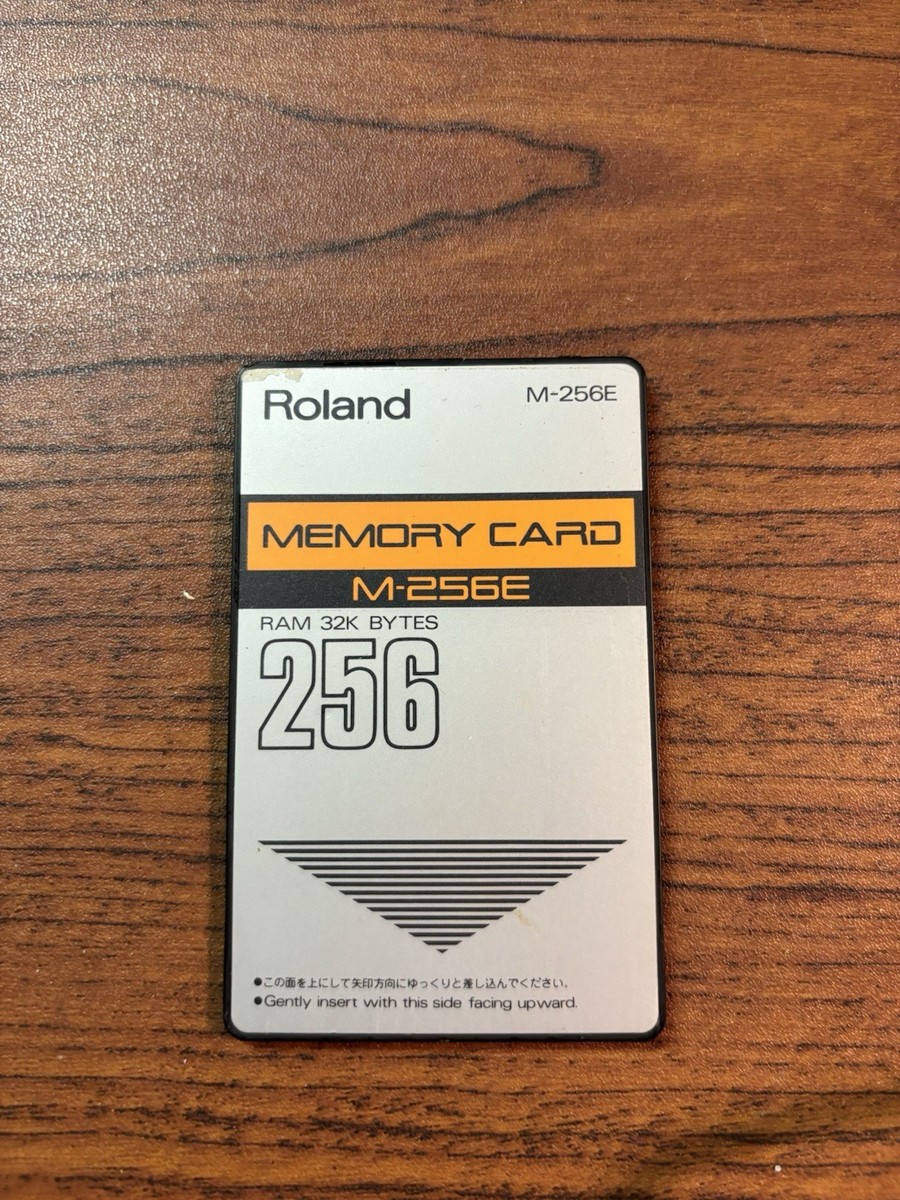 Roland M-256E
MEMORY CARD
M-256E
RAM 32K BYTES
256
●この面を上にして矢印方向にゆっくりと差し込んでください。
●Gently insert with this side facing upward.